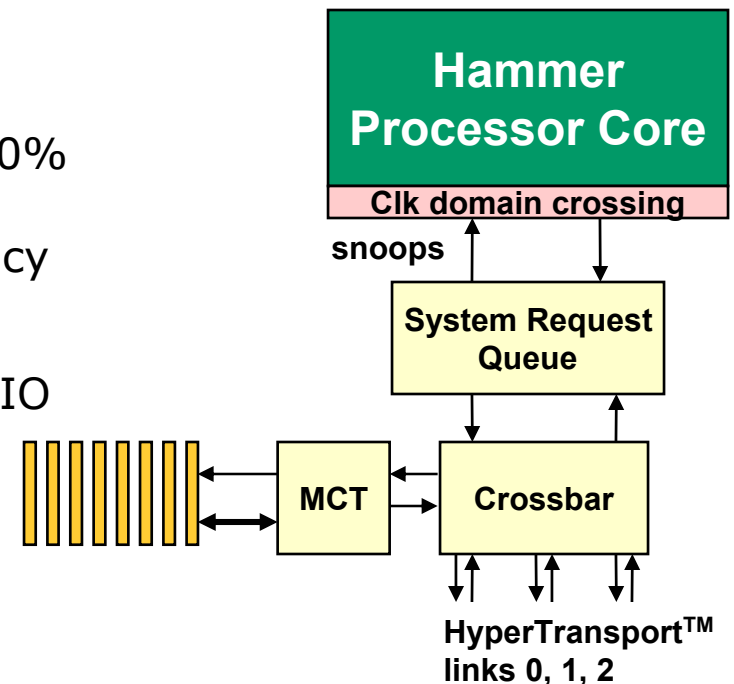 Hammer
Processor Core
0%
Clk domain crossing
cy
snoops
System Request
Queue
IO
MCT
Crossbar
HyperTransport™
links 0, 1, 2